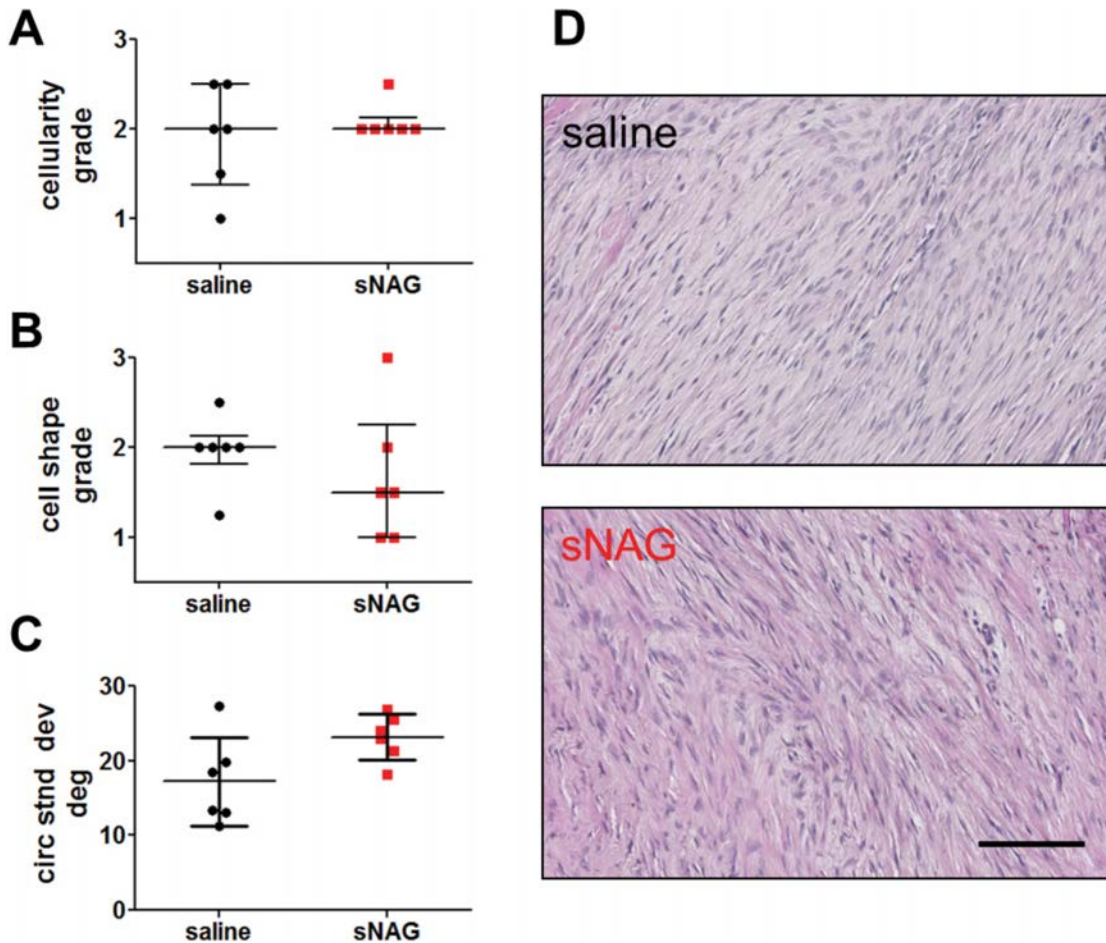 A
3
2
1
cellularity
grade
saline sNAG
B
3
2
1
cell shape
grade
saline sNAG
C
30
20
10
0
circ stnd dev
deg
saline sNAG
D
saline
sNAG